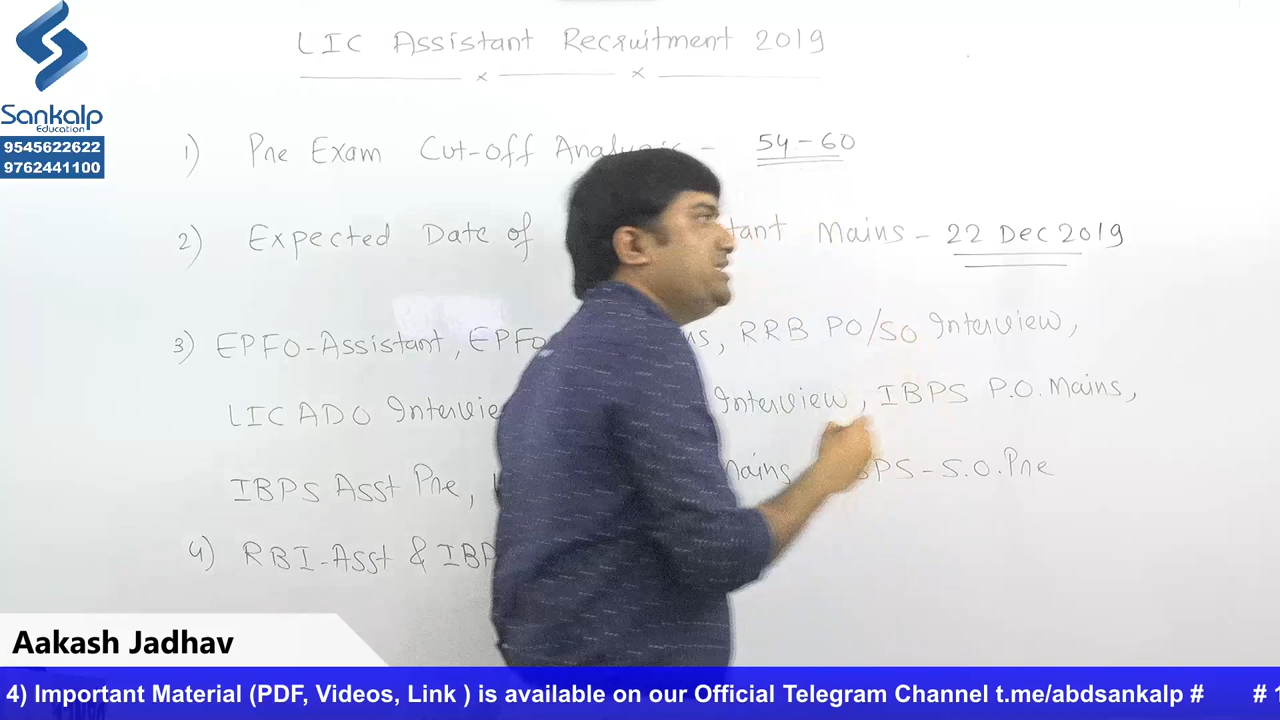 LIC Assistant Recruitment 2019
Sankalp
Education
9545622622
9762441100
1) Pre Exam Cut-off Analysis - 54-60
2) Expected Date of tant Mains - 22 Dec 2019
3) EPFO-Assistant, EPFO ns, RRB PO/SO Interview,
LIC ADO Intervie Interview, IBPS P.O. Mains,
IBPS Asst Pre, Mains BPS-S.O. Pre
4) RBI-Asst & IBP
Aakash Jadhav
4) Important Material (PDF, Videos, Link ) is available on our Official Telegram Channel t.me/abdsankalp # # 1